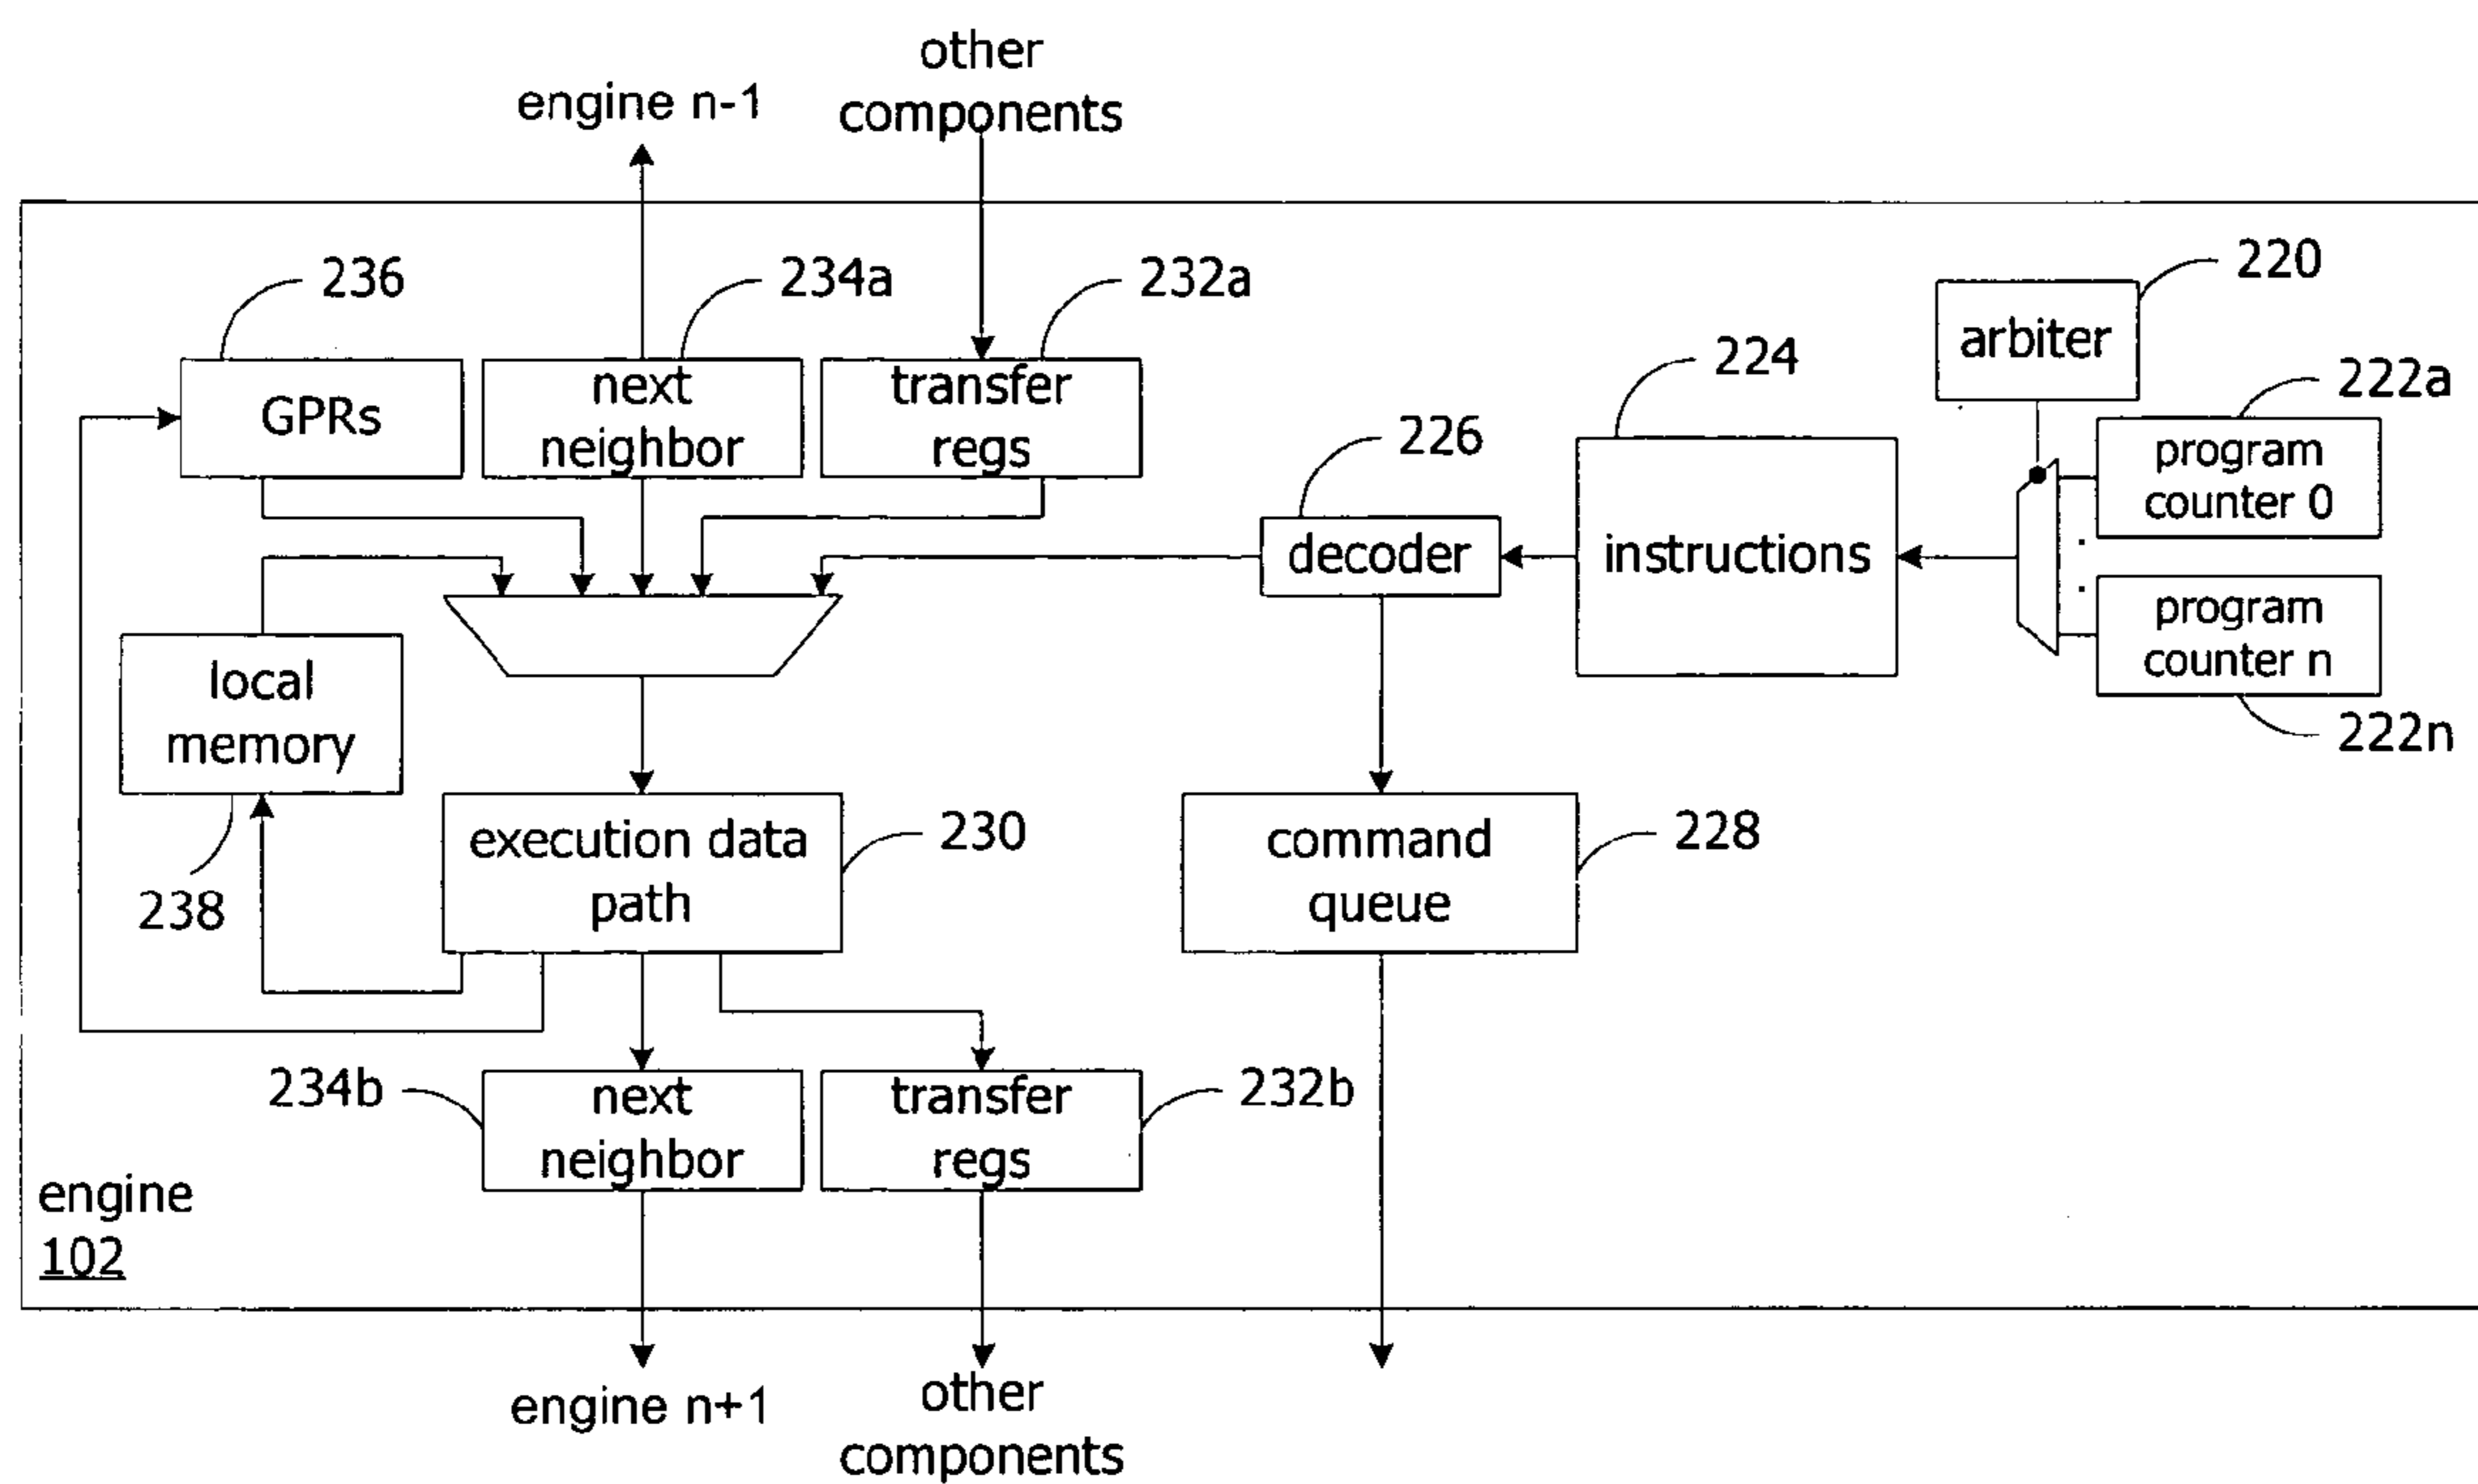 other
components
engine n-1
236
234a
232a
220
arbiter
GPRs
next
neighbor
transfer
regs
224
222a
226
program
counter 0
decoder
instructions
program
counter n
222n
local
memory
238
execution data
path
230
command
queue
228
234b
next
neighbor
transfer
regs
232b
engine
102
engine n+1
other
components